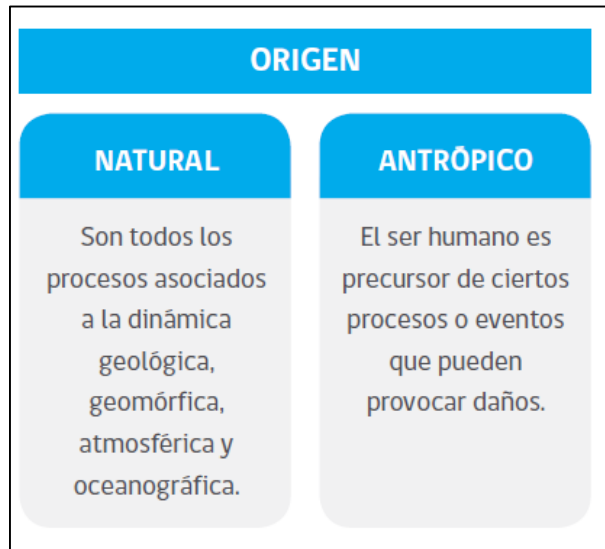 ORIGEN
NATURAL
Son todos los
procesos asociados
a la dinámica
geológica,
geomórfica,
atmosférica y
oceanográfica.
ANTRÓPICO
El ser humano es
precursor de ciertos
procesos o eventos
que pueden
provocar daños.